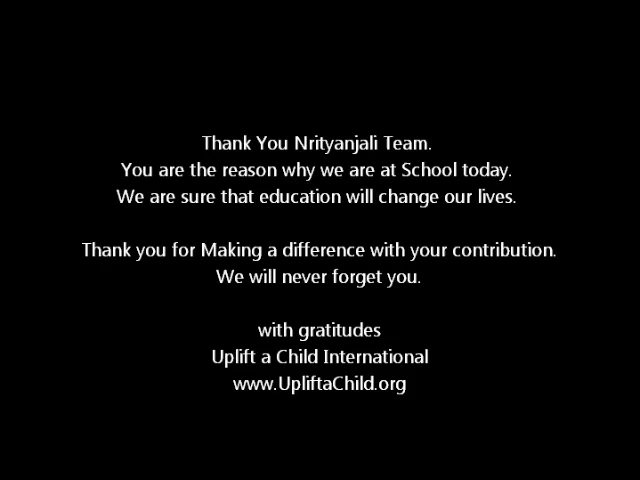 Thank You Nrityanjali Team.
You are the reason why we are at School today.
We are sure that education will change our lives.
Thank you for Making a difference with your contribution.
We will never forget you.
with gratitudes
Uplift a Child International
www.UpliftaChild.org